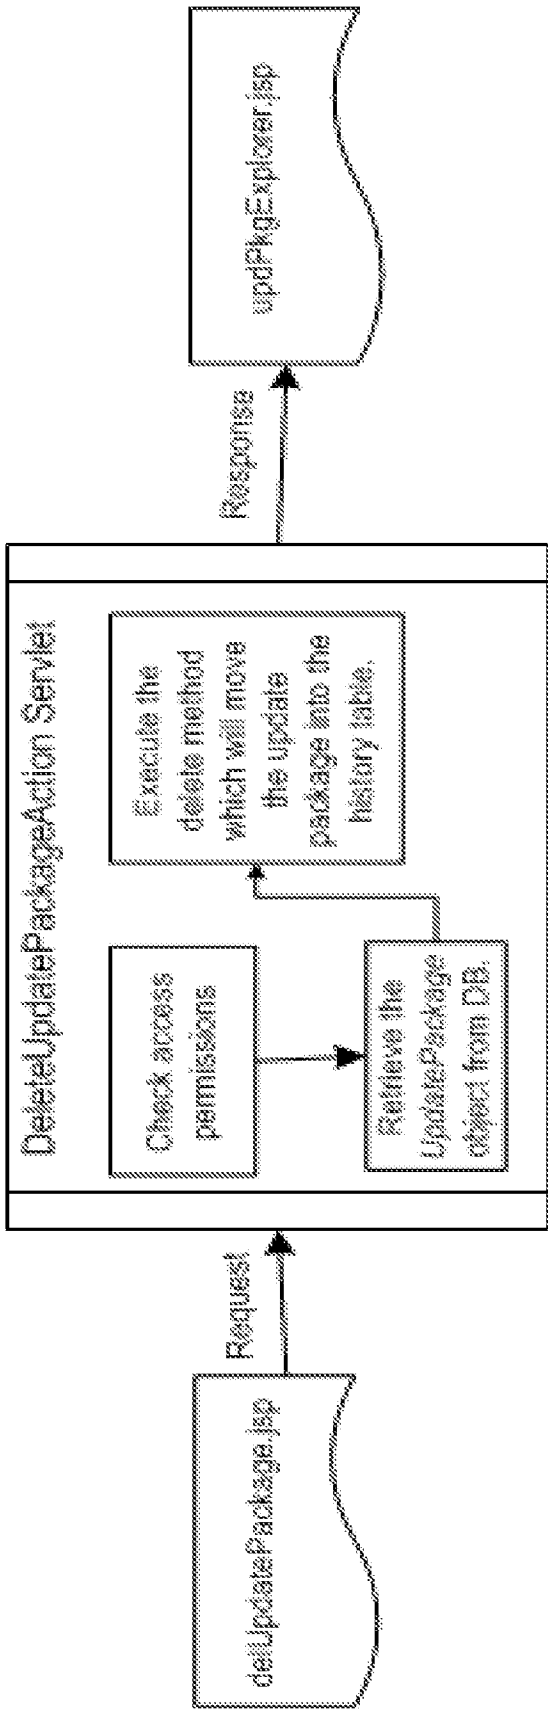 delUpdatePackage.jsp
Request
DeleteUpdatePackageAction Servlet
Check access
permissions
Retrieve the
UpdatePackage
object from DB.
Execute the
delete method
which will move
the update
package into the
history table.
Response
updPkgExplorer.jsp